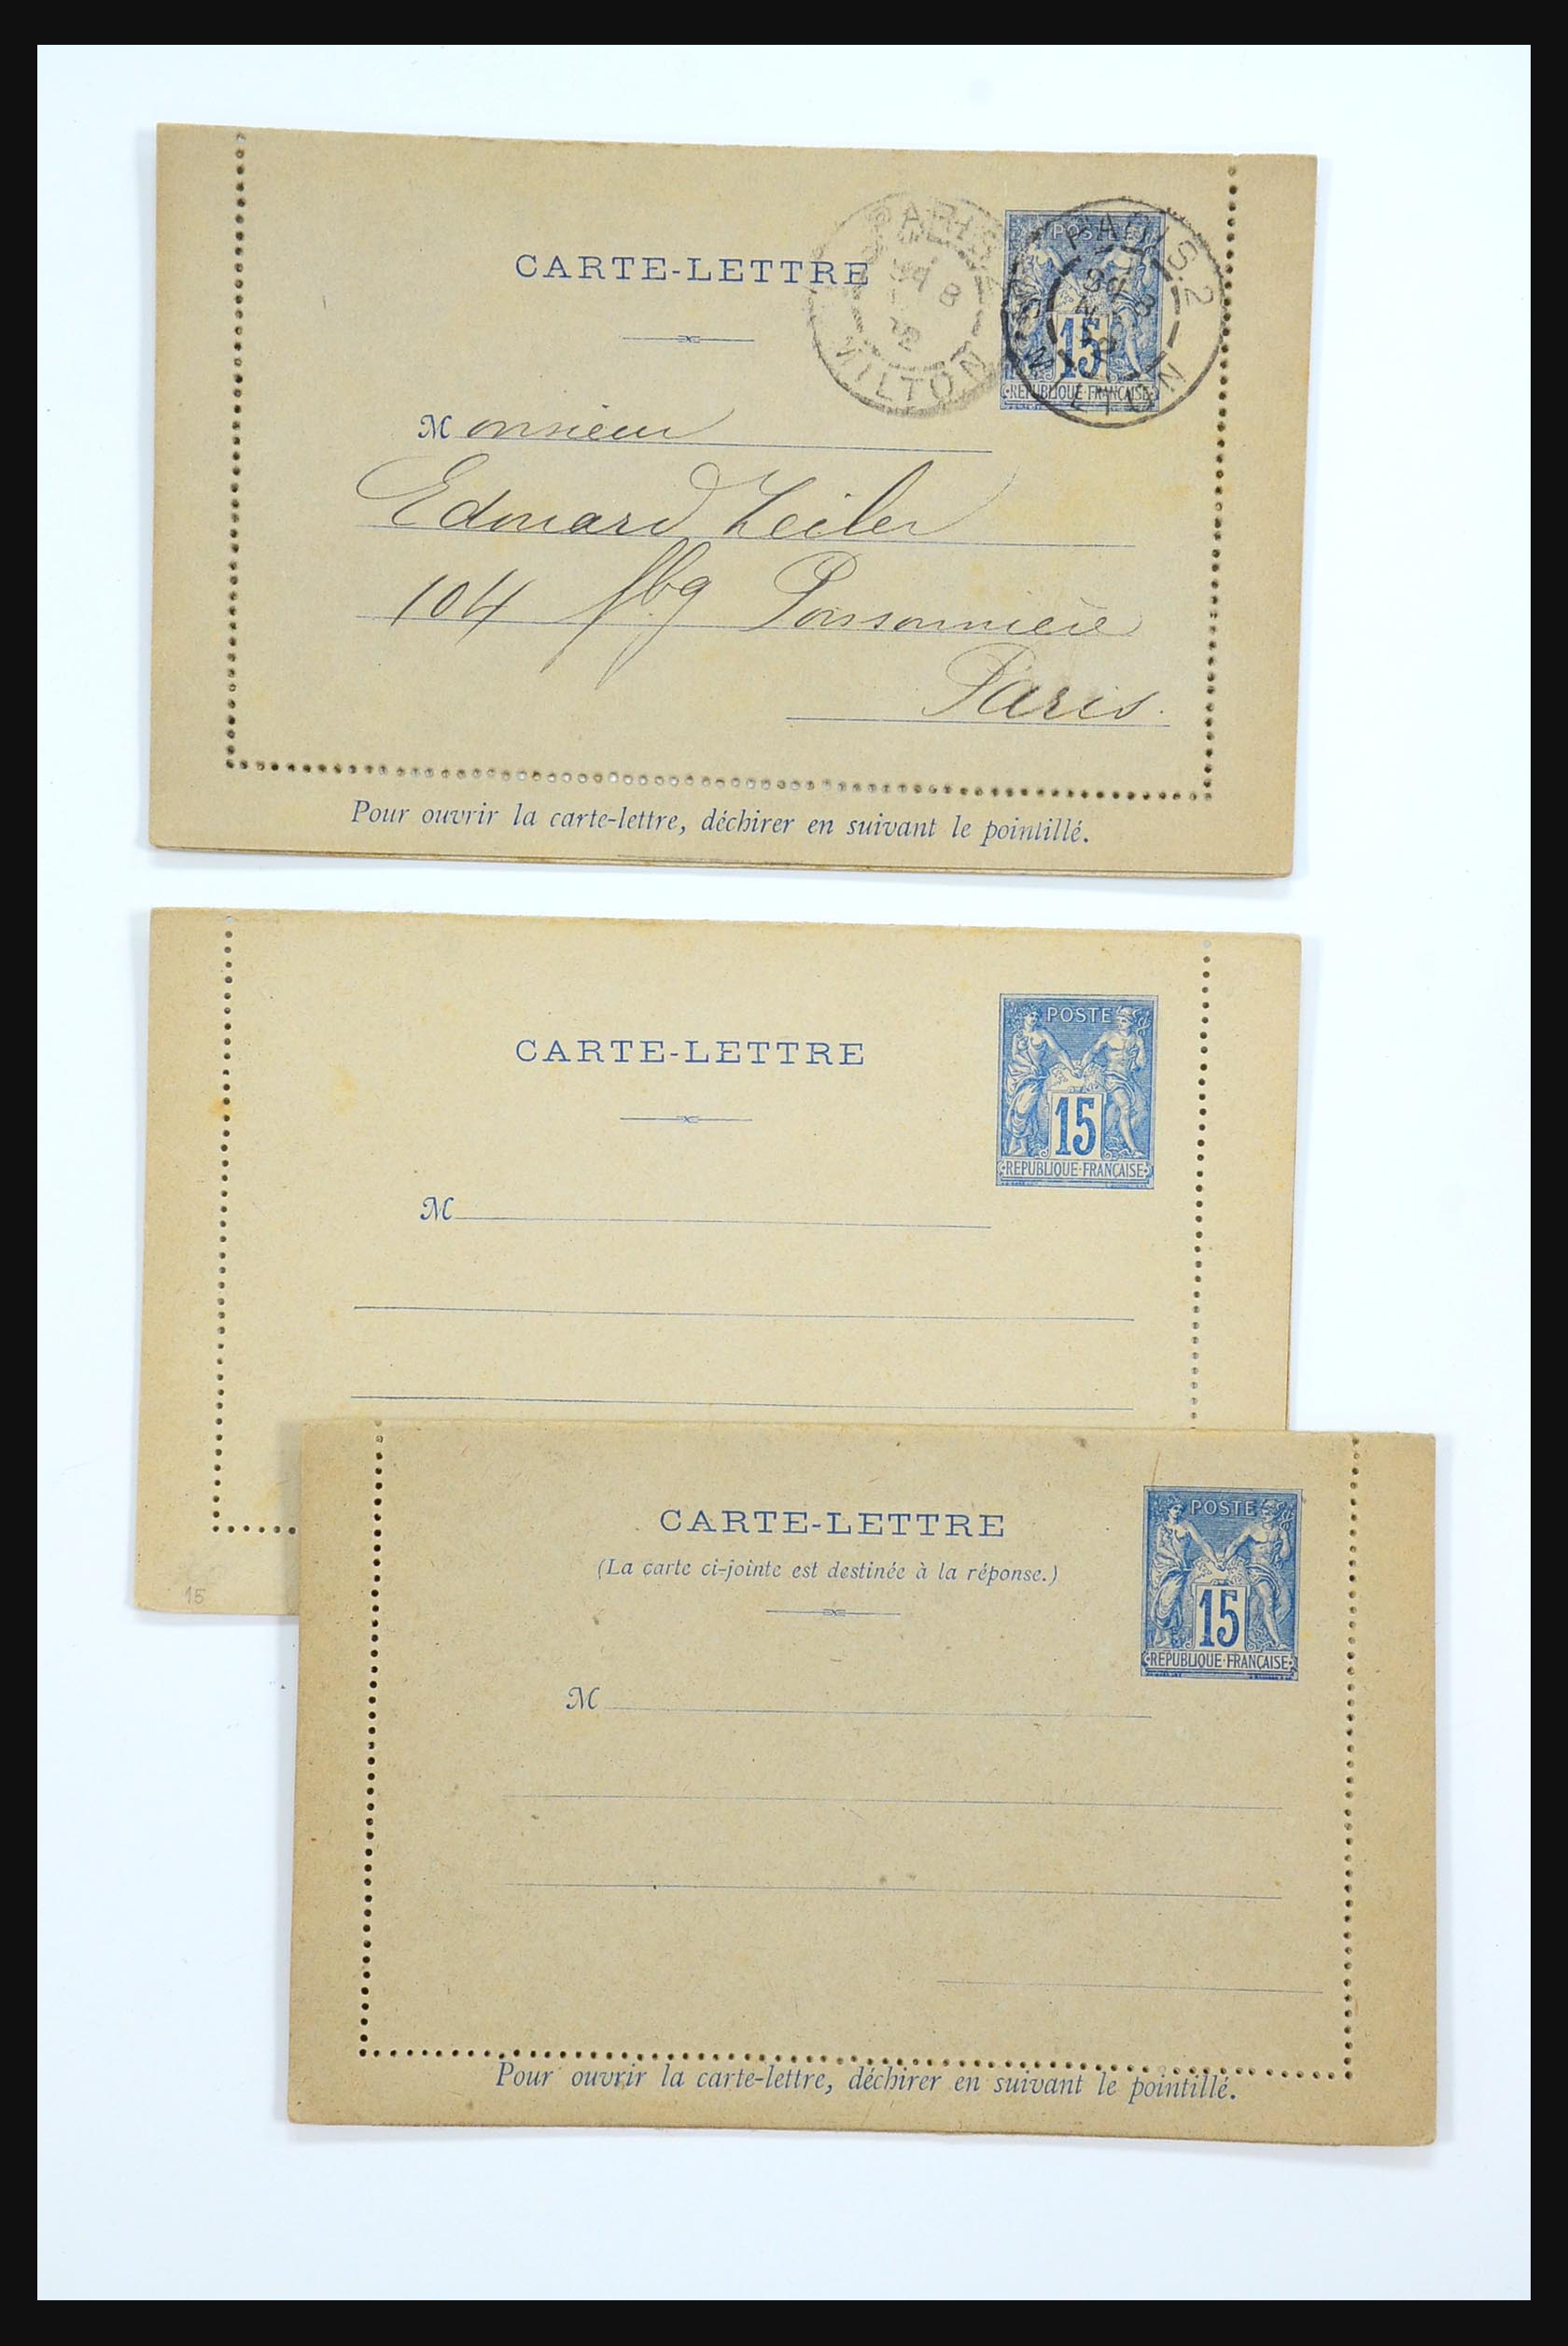 CARTE-LETTRE
POSTE
15
REPUBLIQUE FRANÇAISE
PARIS
8
MILTON
PARIS 2
MILTON
Monsieur
Edouard Zeiler
104 fbg Poissonnière
Paris.
Pour ouvrir la carte-lettre, déchirer en suivant le pointillé.
CARTE-LETTRE
POSTE
15
REPUBLIQUE FRANÇAISE
M
15
CARTE-LETTRE
(La carte ci-jointe est destinée à la réponse.)
POSTE
15
REPUBLIQUE FRANÇAISE
M
Pour ouvrir la carte-lettre, déchirer en suivant le pointillé.